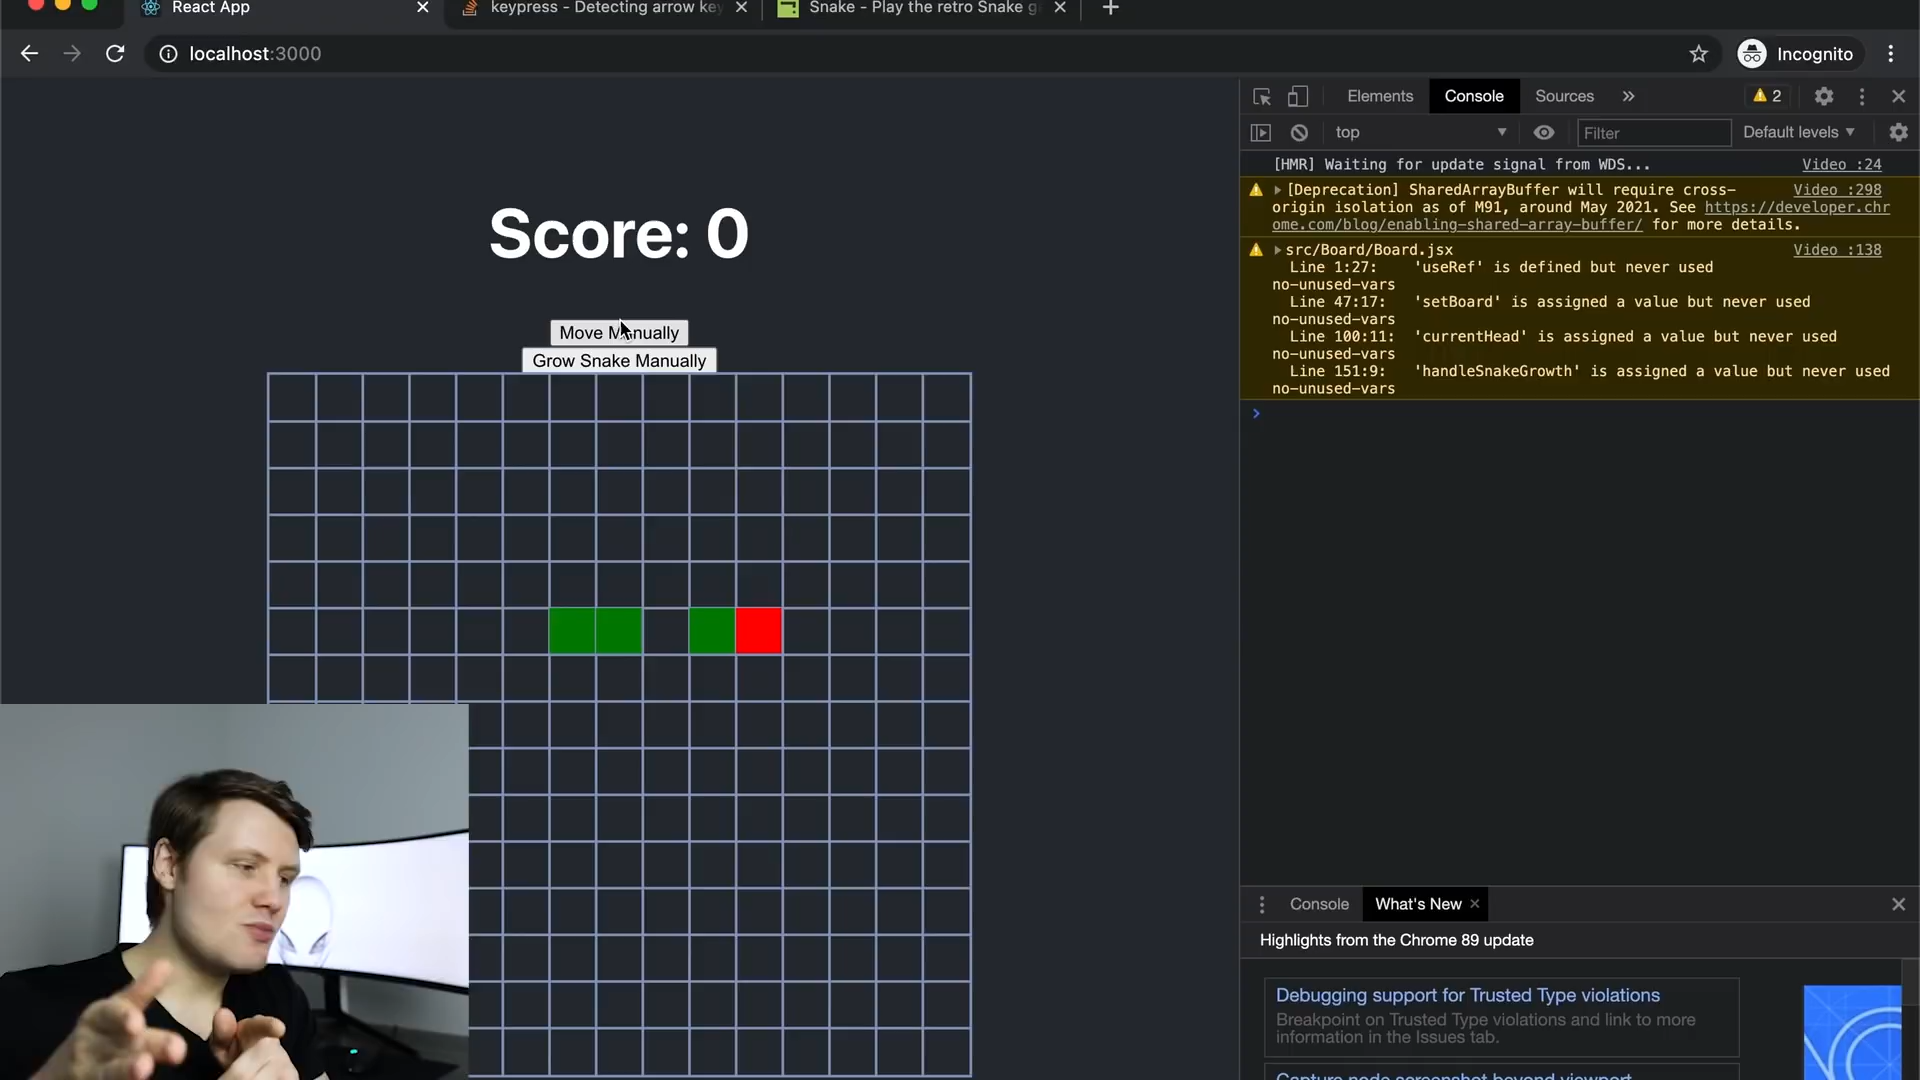 React App
keypress - Detecting arrow key
Snake - Play the retro Snake g
localhost:3000
Incognito
Elements
Console
Sources
2
top
Filter
Default levels
[HMR] Waiting for update signal from WDS...
Video :24
[Deprecation] SharedArrayBuffer will require cross-
Video :298
origin isolation as of M91, around May 2021. See https://developer.chr
ome.com/blog/enabling-shared-array-buffer/ for more details.
src/Board/Board.jsx
Video :138
Line 1:27: 'useRef' is defined but never used
no-unused-vars
Line 47:17: 'setBoard' is assigned a value but never used
no-unused-vars
Line 100:11: 'currentHead' is assigned a value but never used
no-unused-vars
Line 151:9: 'handleSnakeGrowth' is assigned a value but never used
no-unused-vars
Score: 0
Move Manually
Grow Snake Manually
Console
What's New
Highlights from the Chrome 89 update
Debugging support for Trusted Type violations
Breakpoint on Trusted Type violations and link to more
information in the Issues tab.
Capture node screenshot beyond viewport